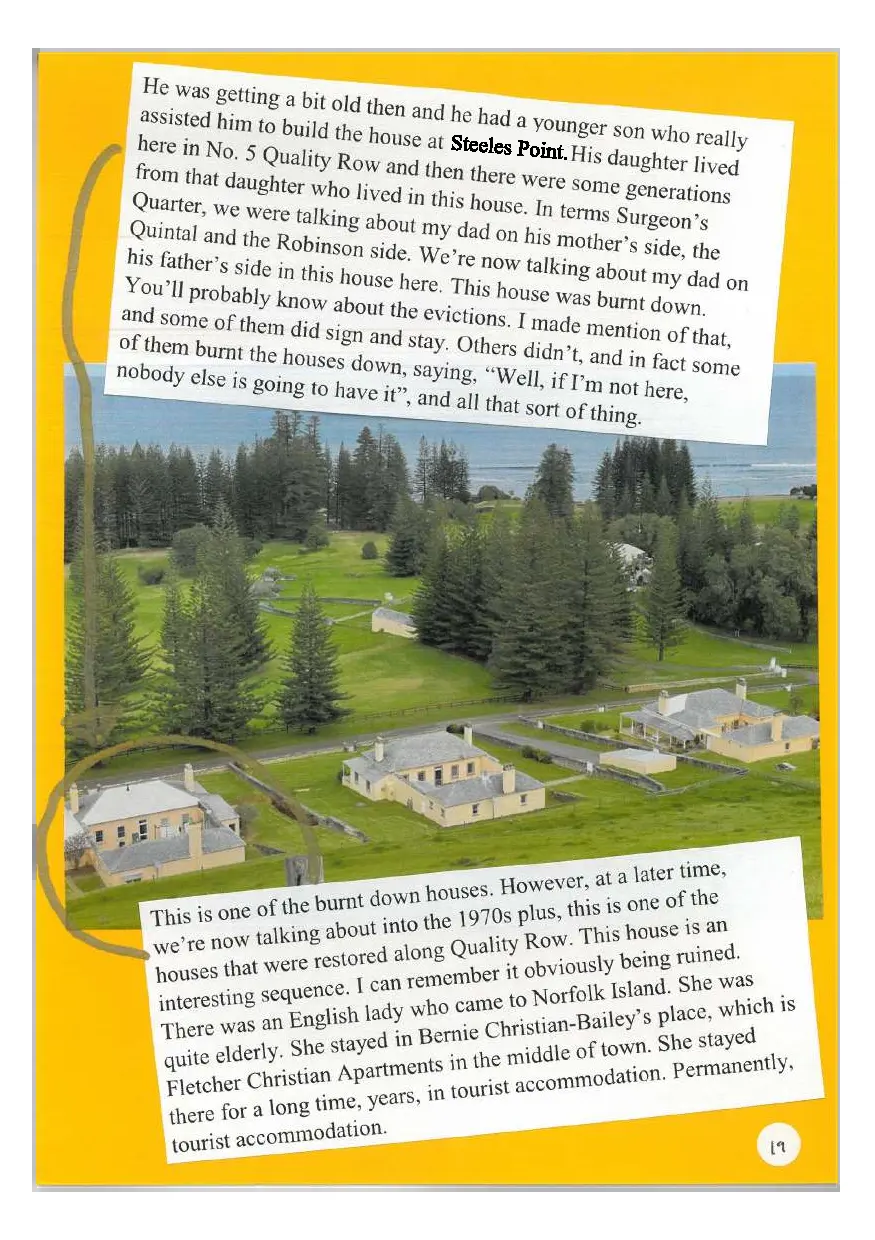 He was getting a bit old then and he had a younger son who really
assisted him to build the house at Steeles Point. His daughter lived
here in No. 5 Quality Row and then there were some generations
from that daughter who lived in this house. In terms Surgeon’s
Quarter, we were talking about my dad on his mother’s side, the
Quintal and the Robinson side. We’re now talking about my dad on
his father’s side in this house here. This house was burnt down.
You’ll probably know about the evictions. I made mention of that,
and some of them did sign and stay. Others didn’t, and in fact some
of them burnt the houses down, saying, “Well, if I’m not here,
nobody else is going to have it”, and all that sort of thing.
This is one of the burnt down houses. However, at a later time,
we’re now talking about into the 1970s plus, this is one of the
houses that were restored along Quality Row. This house is an
interesting sequence. I can remember it obviously being ruined.
There was an English lady who came to Norfolk Island. She was
quite elderly. She stayed in Bernie Christian-Bailey’s place, which is
Fletcher Christian Apartments in the middle of town. She stayed
there for a long time, years, in tourist accommodation. Permanently,
tourist accommodation.
19